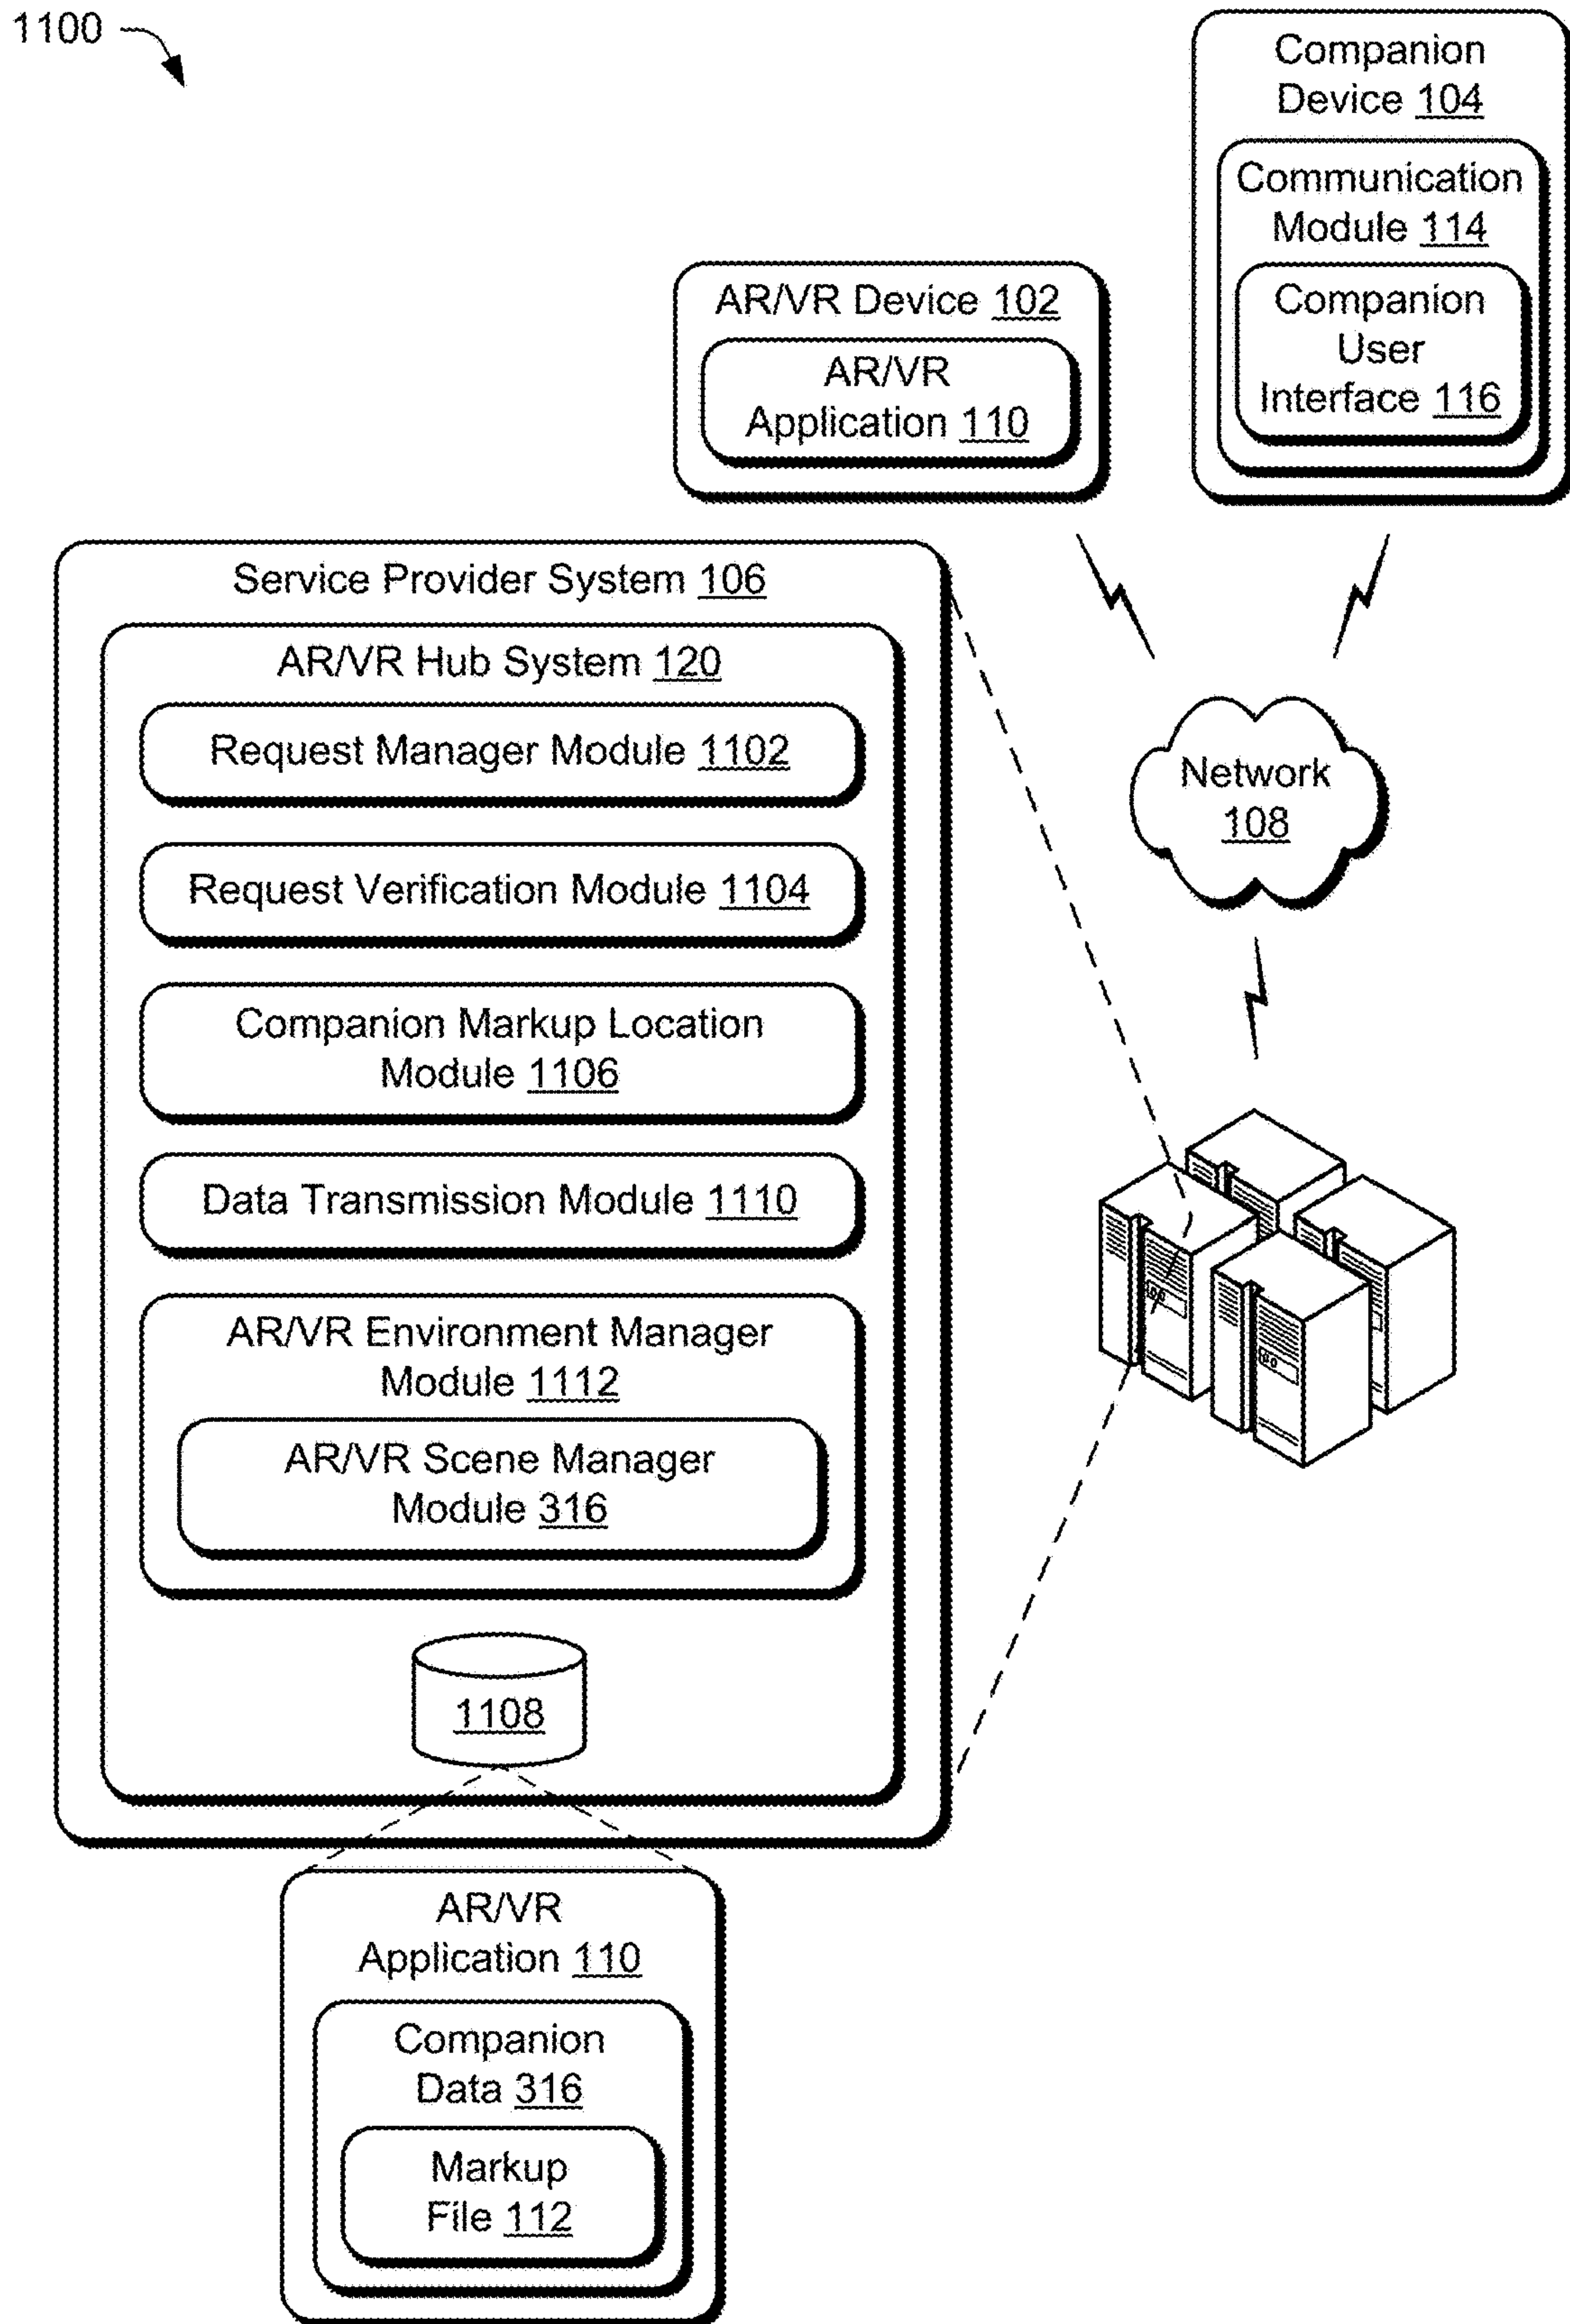 1100
Companion
Device 104
Communication
Module 114
Companion
User
Interface 116
AR/VR Device 102
AR/VR
Application 110
Service Provider System 106
AR/VR Hub System 120
Request Manager Module 1102
Request Verification Module 1104
Companion Markup Location
Module 1106
Data Transmission Module 1110
AR/VR Environment Manager
Module 1112
AR/VR Scene Manager
Module 316
1108
Network
108
AR/VR
Application 110
Companion
Data 316
Markup
File 112